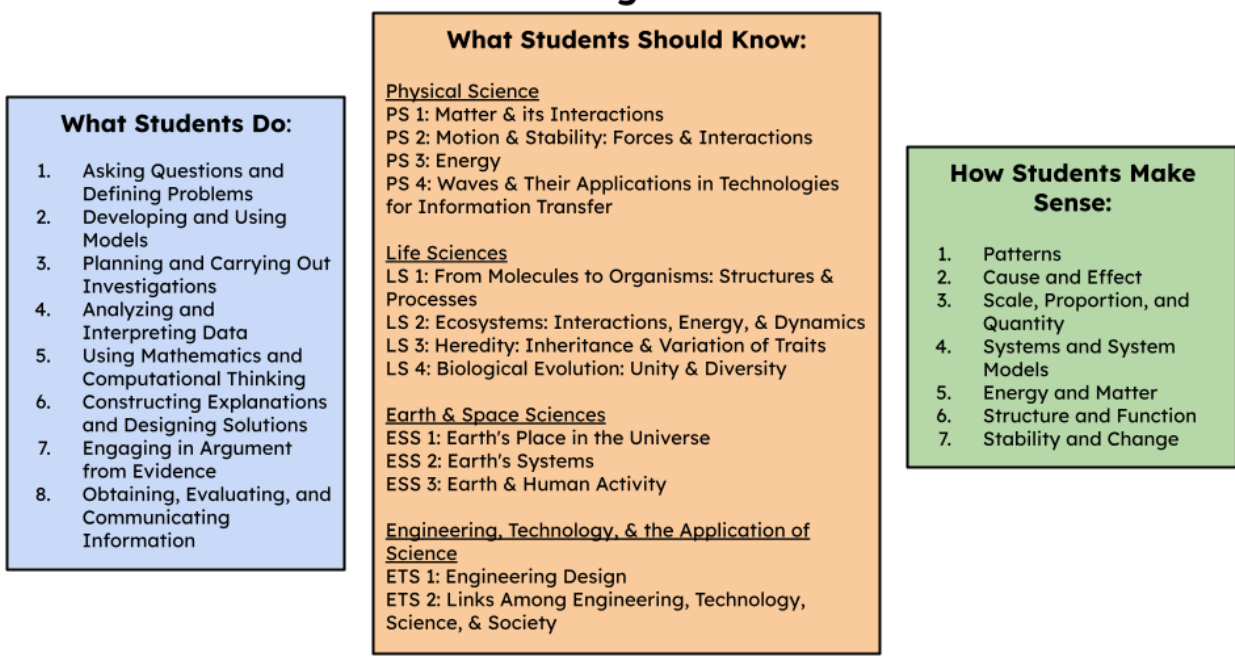 What Students Do:
1. Asking Questions and
Defining Problems
2. Developing and Using
Models
3. Planning and Carrying Out
Investigations
4. Analyzing and
Interpreting Data
5. Using Mathematics and
Computational Thinking
6. Constructing Explanations
and Designing Solutions
7. Engaging in Argument
from Evidence
8. Obtaining, Evaluating, and
Communicating
Information
What Students Should Know:
Physical Science
PS 1: Matter & its Interactions
PS 2: Motion & Stability: Forces & Interactions
PS 3: Energy
PS 4: Waves & Their Applications in Technologies
for Information Transfer
Life Sciences
LS 1: From Molecules to Organisms: Structures &
Processes
LS 2: Ecosystems: Interactions, Energy, & Dynamics
LS 3: Heredity: Inheritance & Variation of Traits
LS 4: Biological Evolution: Unity & Diversity
Earth & Space Sciences
ESS 1: Earth's Place in the Universe
ESS 2: Earth's Systems
ESS 3: Earth & Human Activity
Engineering, Technology, & the Application of
Science
ETS 1: Engineering Design
ETS 2: Links Among Engineering, Technology,
Science, & Society
How Students Make
Sense:
1. Patterns
2. Cause and Effect
3. Scale, Proportion, and
Quantity
4. Systems and System
Models
5. Energy and Matter
6. Structure and Function
7. Stability and Change